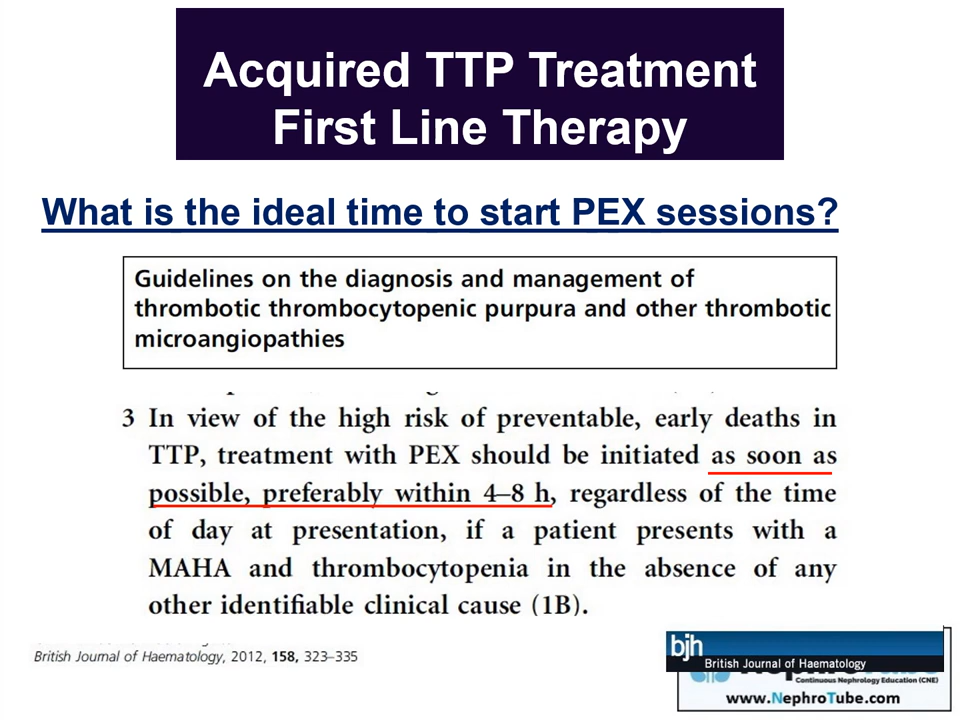 Acquired TTP Treatment
First Line Therapy
What is the ideal time to start PEX sessions?
Guidelines on the diagnosis and management of
thrombotic thrombocytopenic purpura and other thrombotic
microangiopathies
3 In view of the high risk of preventable, early deaths in
TTP, treatment with PEX should be initiated as soon as
possible, preferably within 4–8 h, regardless of the time
of day at presentation, if a patient presents with a
MAHA and thrombocytopenia in the absence of any
other identifiable clinical cause (1B).
British Journal of Haematology, 2012, 158, 323–335
bjh
British Journal of Haematology
Continuous Nephrology Education (CNE)
www.NephroTube.com